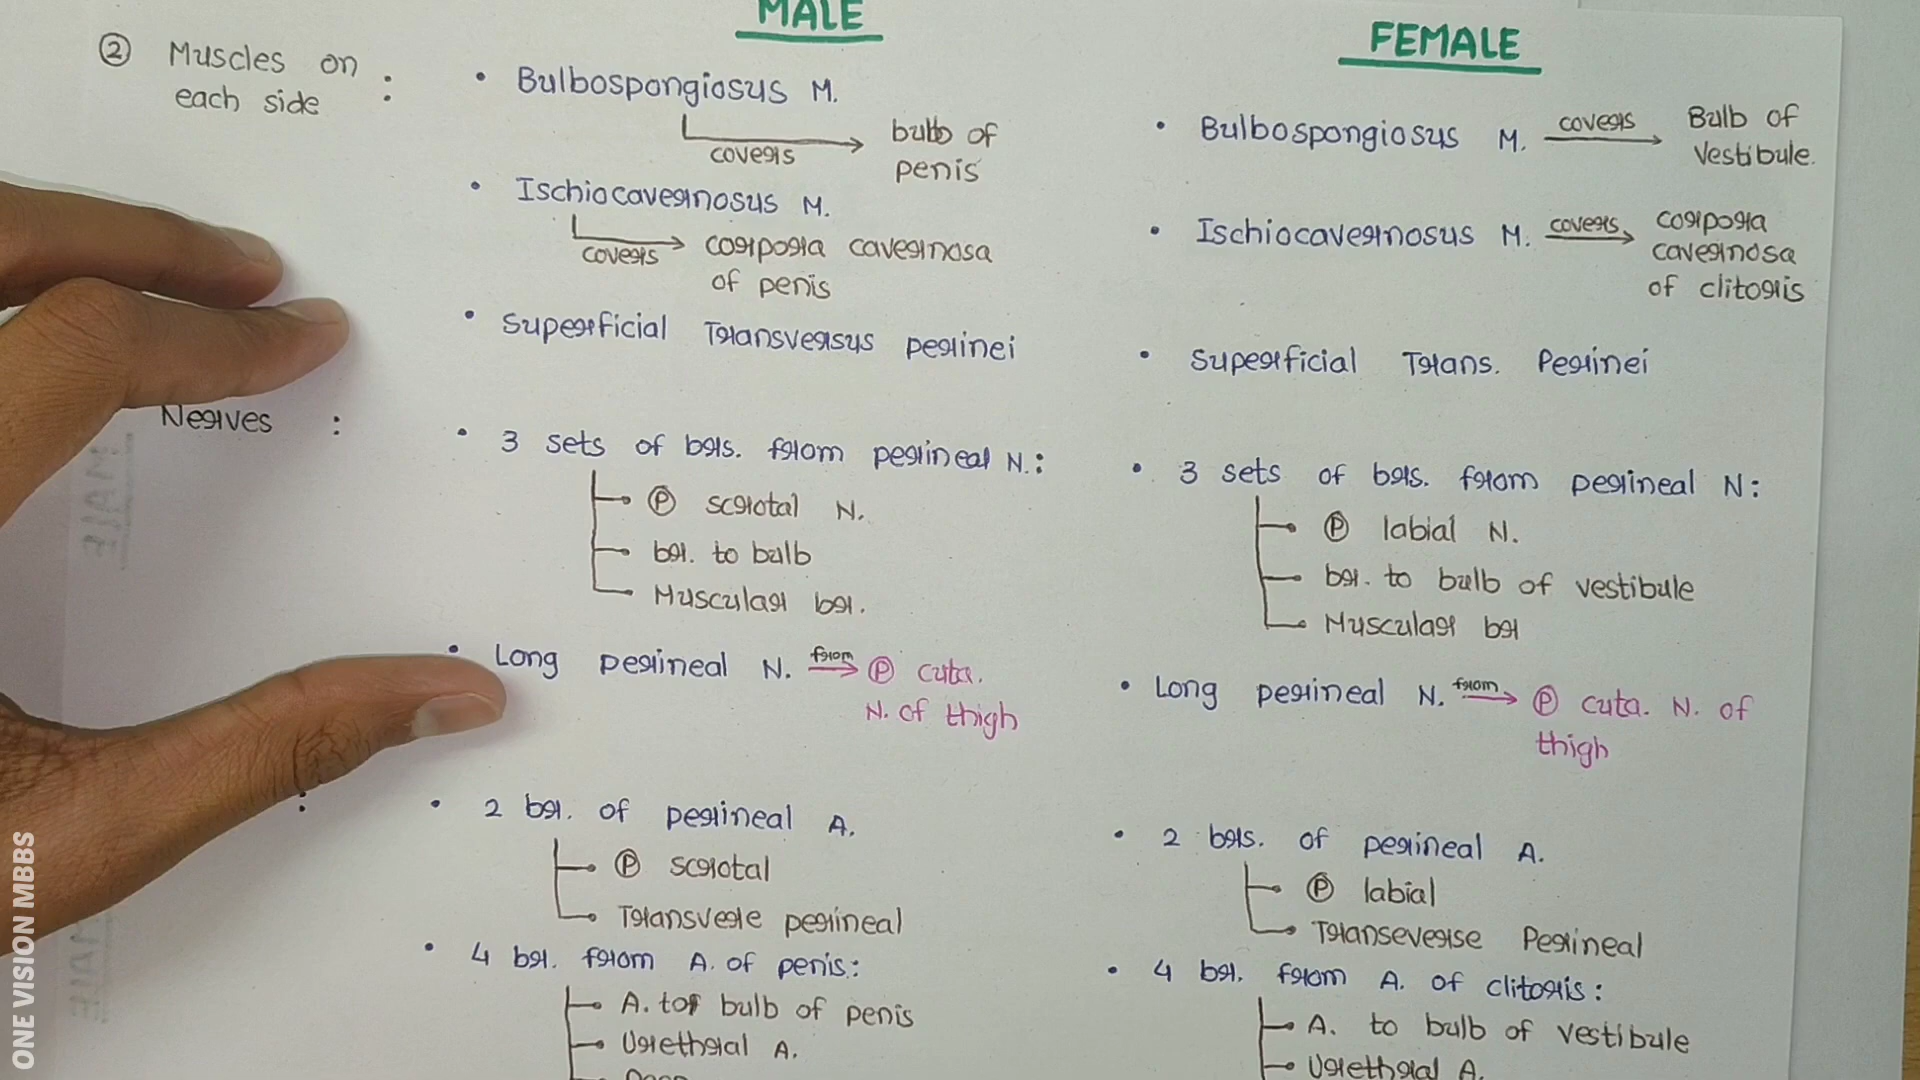 MALE
FEMALE
② Muscles on
each side :
• Bulbospongiosus M.
covers → bulb of
penis
• Ischiocavernosus M.
covers → corpora cavernosa
of penis
• Superficial Transversus perinei
• Bulbospongiosus M. covers → Bulb of
Vestibule.
• Ischiocavernosus M. covers → corpora
cavernosa
of clitoris
• Superficial Trans. Perinei
Nerves :
• 3 sets of brs. from perineal N.:
Ⓟ scrotal N.
br. to bulb
Muscular br.
• Long perineal N. from → Ⓟ cuta.
N. of thigh
• 3 sets of brs. from perineal N:
Ⓟ labial N.
br. to bulb of vestibule
Muscular br
• Long perineal N. from → Ⓟ cuta. N. of
thigh
:
• 2 br. of perineal A.
Ⓟ scrotal
Transverle perineal
• 4 br. from A. of penis:
A. to bulb of penis
Urethral A.
Deep
• 2 brs. of perineal A.
Ⓟ labial
Transeverse Perineal
• 4 br. from A. of clitoris:
A. to bulb of vestibule
Urethral A.
MALE
ONE VISION MBBS